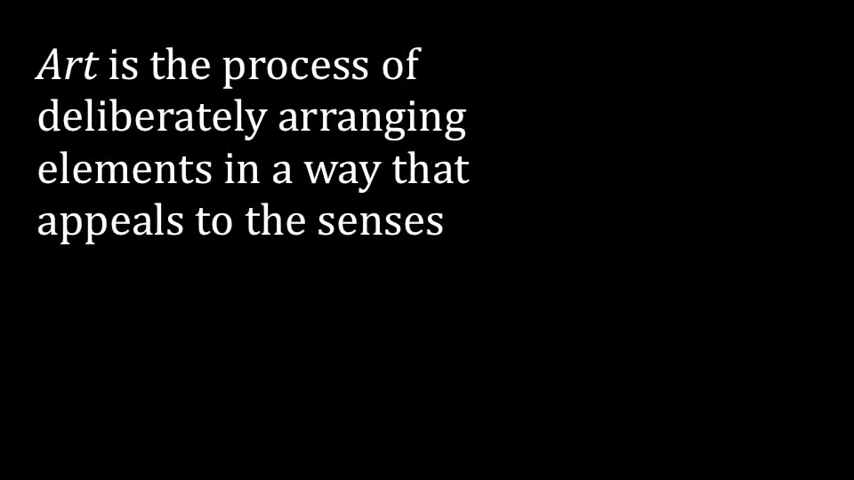 Art is the process of
deliberately arranging
elements in a way that
appeals to the senses